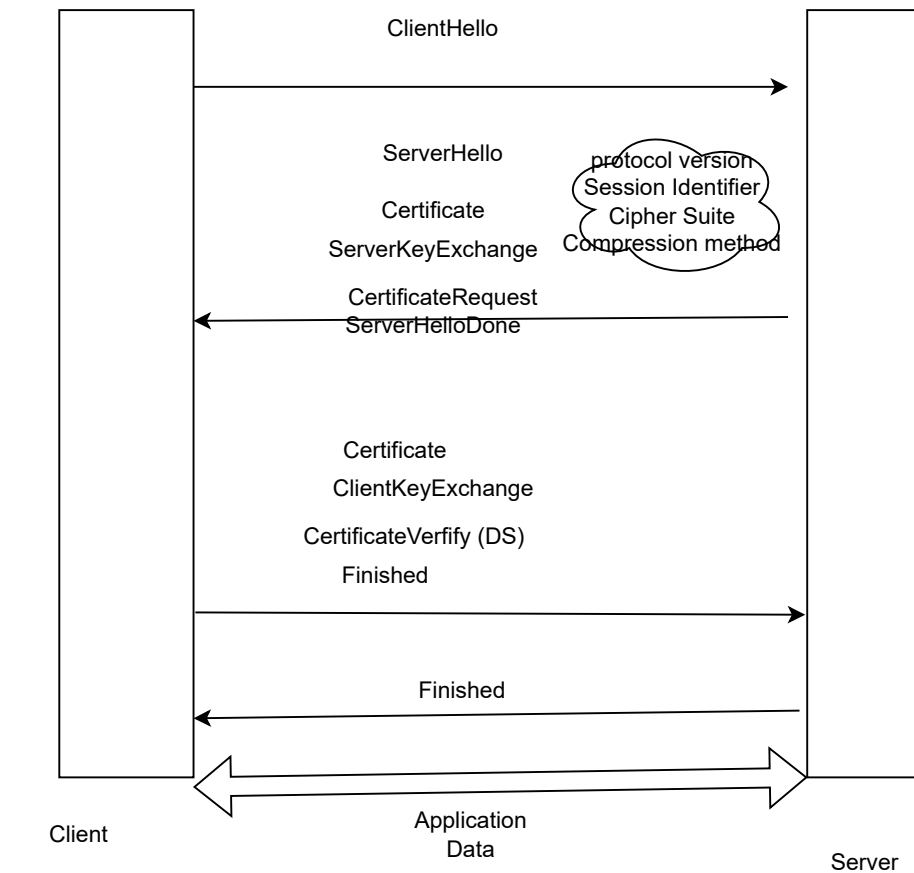 ClientHello
ServerHello
protocol version
Session Identifier
Cipher Suite
Compression method
Certificate
ServerKeyExchange
CertificateRequest
ServerHelloDone
Certificate
ClientKeyExchange
CertificateVerfify (DS)
Finished
Finished
Application
Data
Client
Server